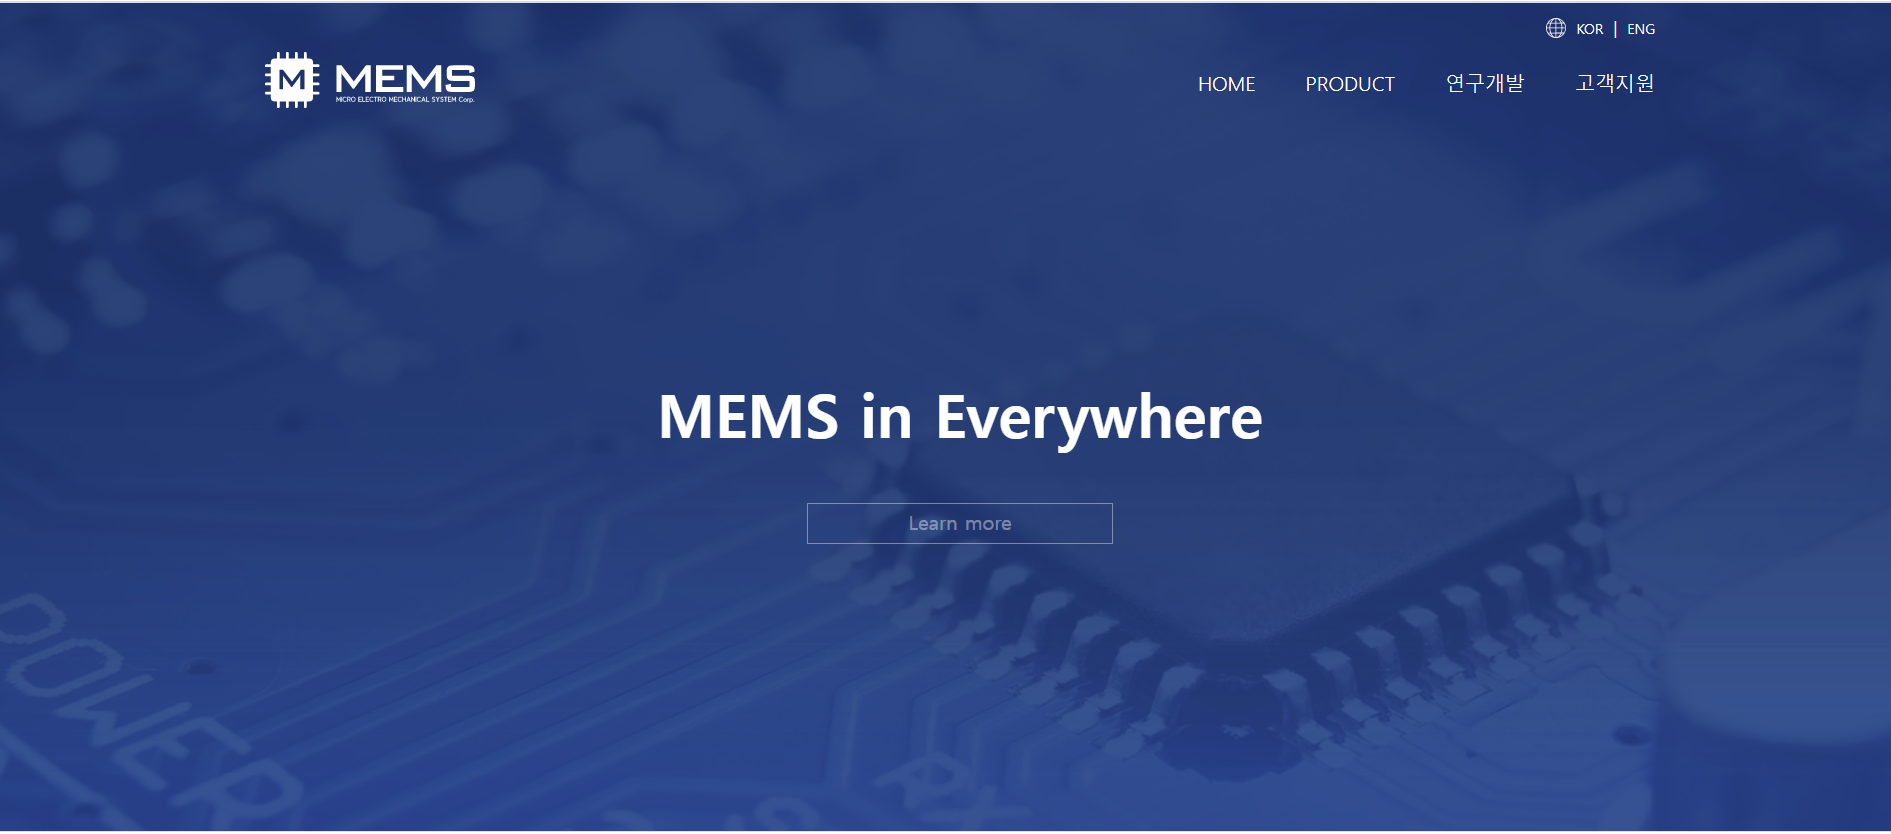 KOR | ENG
M MEMS
MICRO ELECTRO MECHANICAL SYSTEM Corp.
HOME PRODUCT 연구개발 고객지원
MEMS in Everywhere
Learn more
POWER